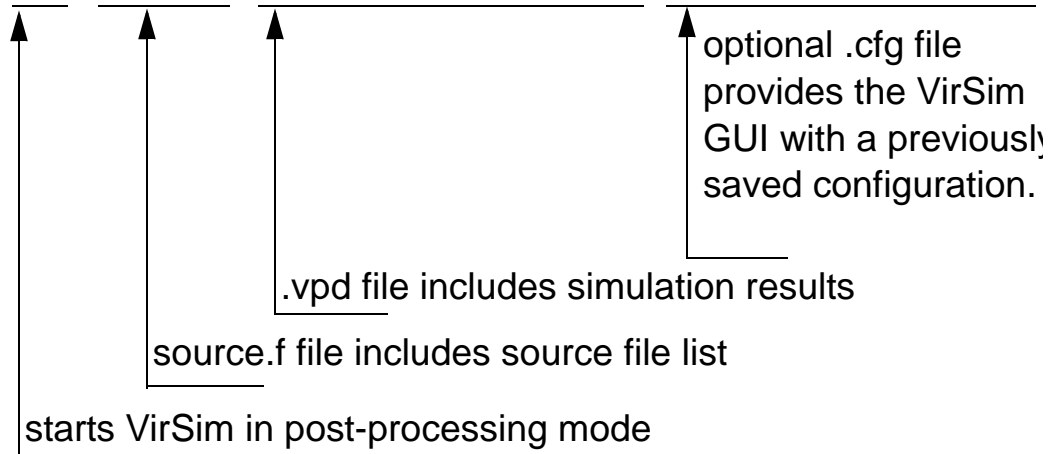 optional .cfg file
provides the VirSim
GUI with a previously
saved configuration.
.vpd file includes simulation results
source.f file includes source file list
starts VirSim in post-processing mode